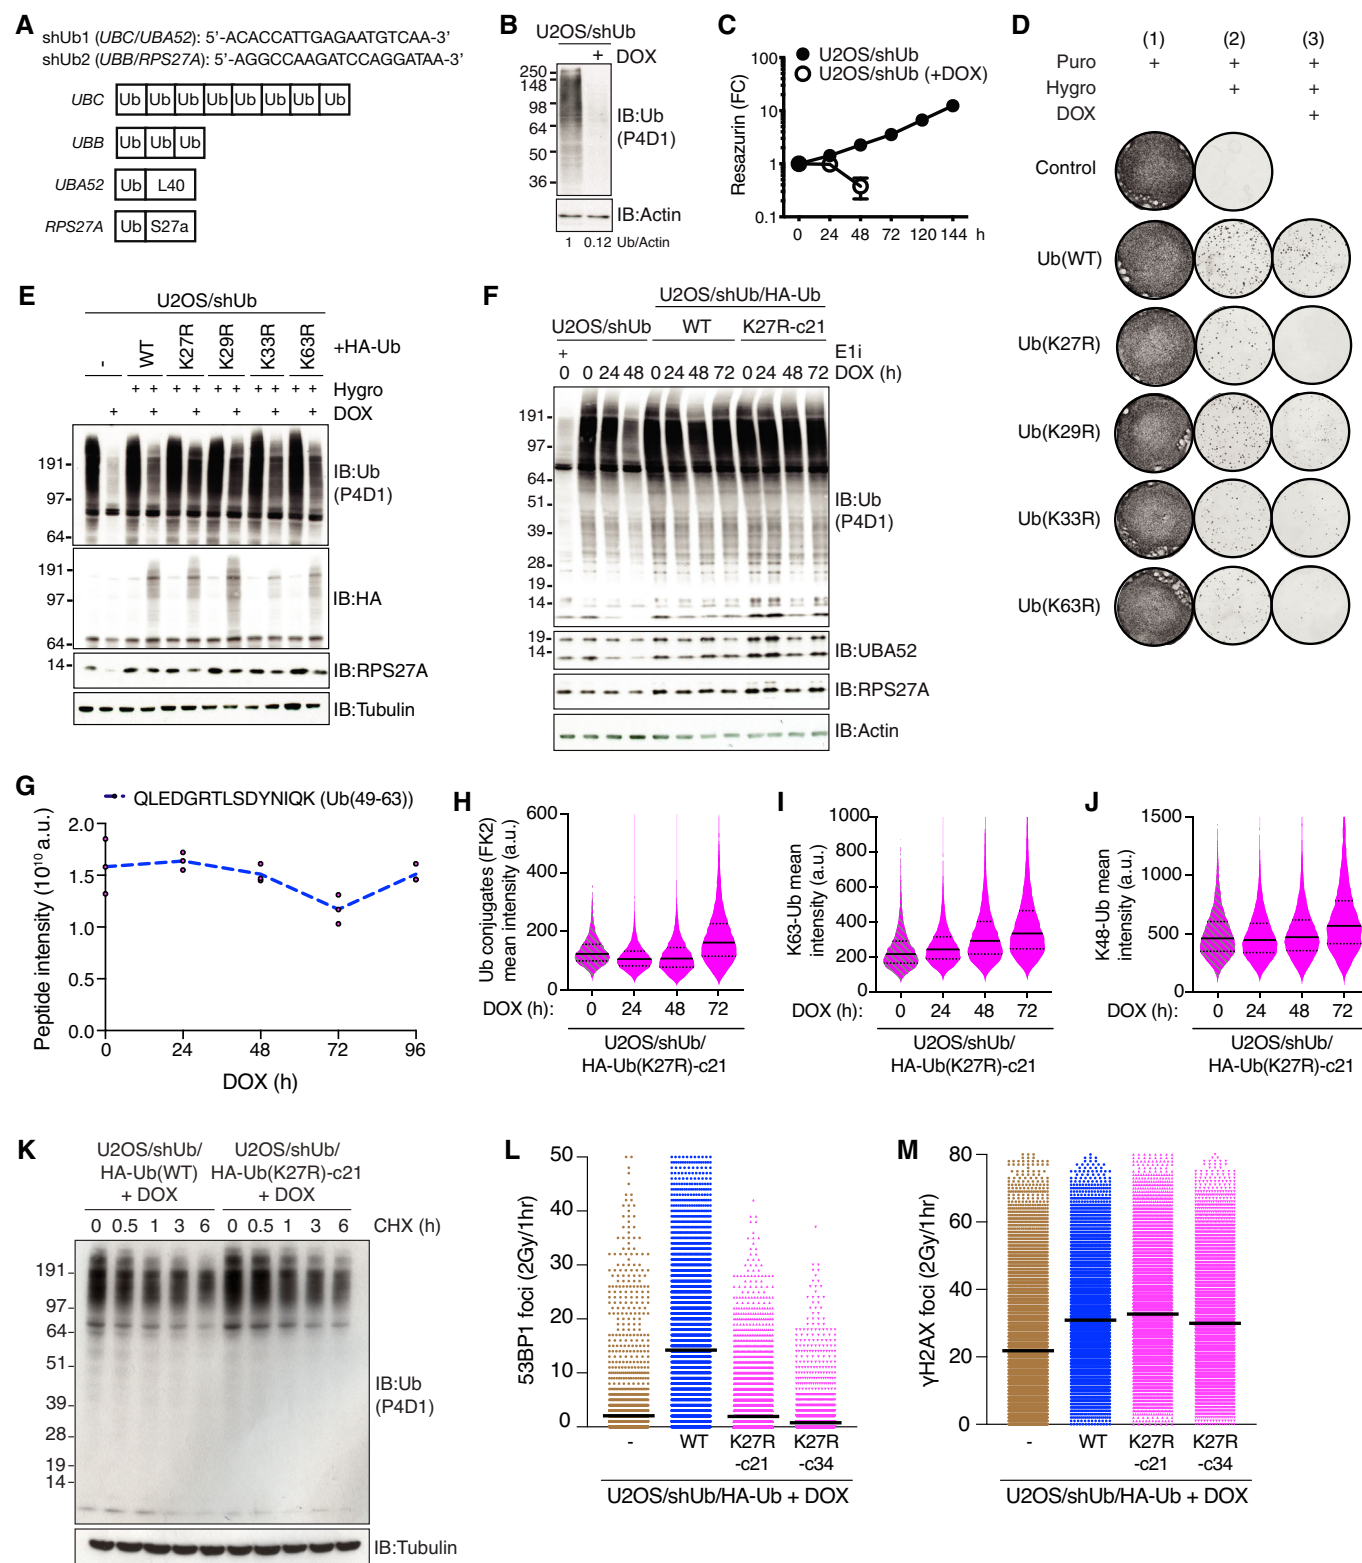 A
shUb1 (UBC/UBA52): 5’-ACACCATTGAGAATGTCAA-3’
shUb2 (UBB/RPS27A): 5’-AGGCCAAGATCCAGGATAA-3’
UBC Ub Ub Ub Ub Ub Ub Ub Ub
UBB Ub Ub Ub
UBA52 Ub L40
RPS27A Ub S27a
B
U2OS/shUb
+ DOX
250
148
98
64
50
36
IB:Ub
(P4D1)
IB:Actin
1 0.12 Ub/Actin
C
U2OS/shUb
U2OS/shUb (+DOX)
Resazurin (FC)
100
10
1
0.1
0 24 48 72 120 144 h
D
(1) (2) (3)
Puro + + +
Hygro + +
DOX +
Control
Ub(WT)
Ub(K27R)
Ub(K29R)
Ub(K33R)
Ub(K63R)
E
U2OS/shUb
- WT K27R K29R K33R K63R +HA-Ub
+ + + + + + + + + + Hygro
+ + + + + + DOX
191
97
64
IB:Ub
(P4D1)
191
97
64
IB:HA
14
IB:RPS27A
IB:Tubulin
F
U2OS/shUb/HA-Ub
U2OS/shUb WT K27R-c21
+ E1i
0 0 24 48 0 24 48 72 0 24 48 72 DOX (h)
191
97
64
51
39
28
19
14
IB:Ub
(P4D1)
19
14
IB:UBA52
IB:RPS27A
IB:Actin
G
QLEDGRTLSDYNIQK (Ub(49-63))
Peptide intensity (10¹⁰ a.u.)
2.0
1.5
1.0
0.0
0 24 48 72 96
DOX (h)
H
Ub conjugates (FK2)
mean intensity (a.u.)
600
400
200
0
DOX (h): 0 24 48 72
U2OS/shUb/
HA-Ub(K27R)-c21
I
K63-Ub mean
intensity (a.u.)
1000
800
600
400
200
0
DOX (h): 0 24 48 72
U2OS/shUb/
HA-Ub(K27R)-c21
J
K48-Ub mean
intensity (a.u.)
1500
1000
500
0
DOX (h): 0 24 48 72
U2OS/shUb/
HA-Ub(K27R)-c21
K
U2OS/shUb/ U2OS/shUb/
HA-Ub(WT) HA-Ub(K27R)-c21
+ DOX + DOX
0 0.5 1 3 6 0 0.5 1 3 6 CHX (h)
191
97
64
51
39
28
19
14
IB:Ub
(P4D1)
IB:Tubulin
L
53BP1 foci (2Gy/1hr)
50
40
30
20
10
0
- WT K27R K27R
-c21 -c34
U2OS/shUb/HA-Ub + DOX
M
γH2AX foci (2Gy/1hr)
80
60
40
20
0
- WT K27R K27R
-c21 -c34
U2OS/shUb/HA-Ub + DOX